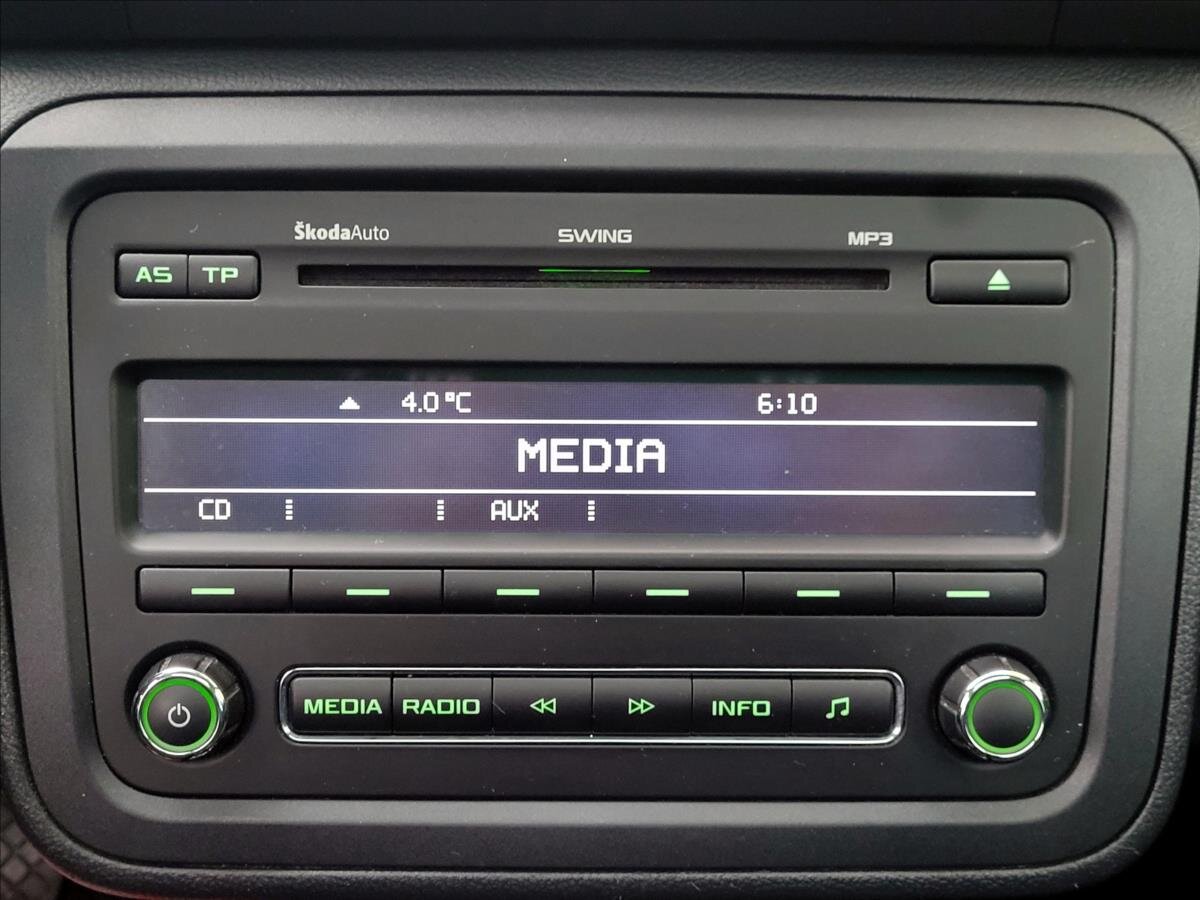 ŠkodaAuto SWING MP3
AS TP
4.0°C 6:10
MEDIA
CD AUX
MEDIA RADIO INFO